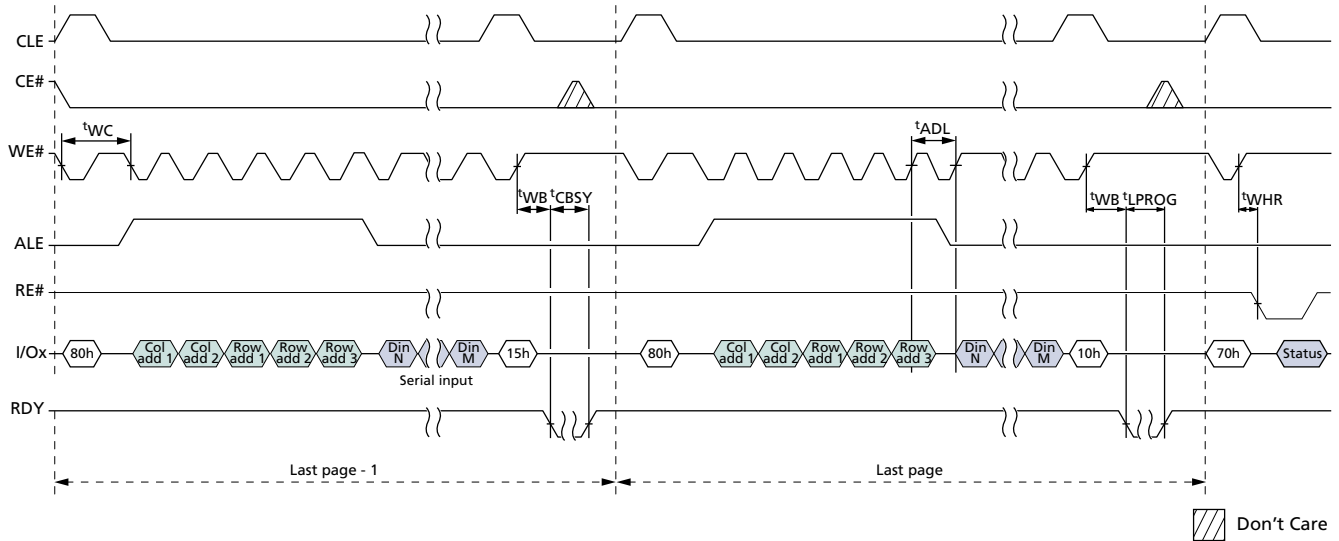 CLE
CE#
tWC
tADL
WE#
tWB tCBSY
tWB tLPROG
tWHR
ALE
RE#
I/Ox
80h
Col add 1
Col add 2
Row add 1
Row add 2
Row add 3
Din N
Din M
15h
80h
Col add 1
Col add 2
Row add 1
Row add 2
Row add 3
Din N
Din M
10h
70h
Status
Serial input
RDY
Last page - 1
Last page
Don't Care